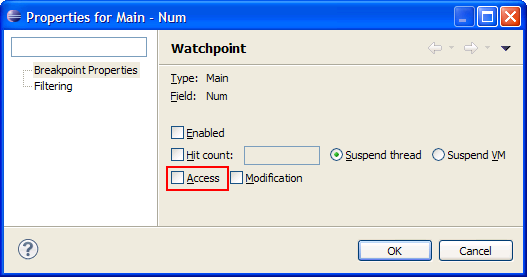 Properties for Main - Num
Breakpoint Properties
Filtering
Watchpoint
Type: Main
Field: Num
Enabled
Hit count: Suspend thread Suspend VM
Access Modification
? OK Cancel